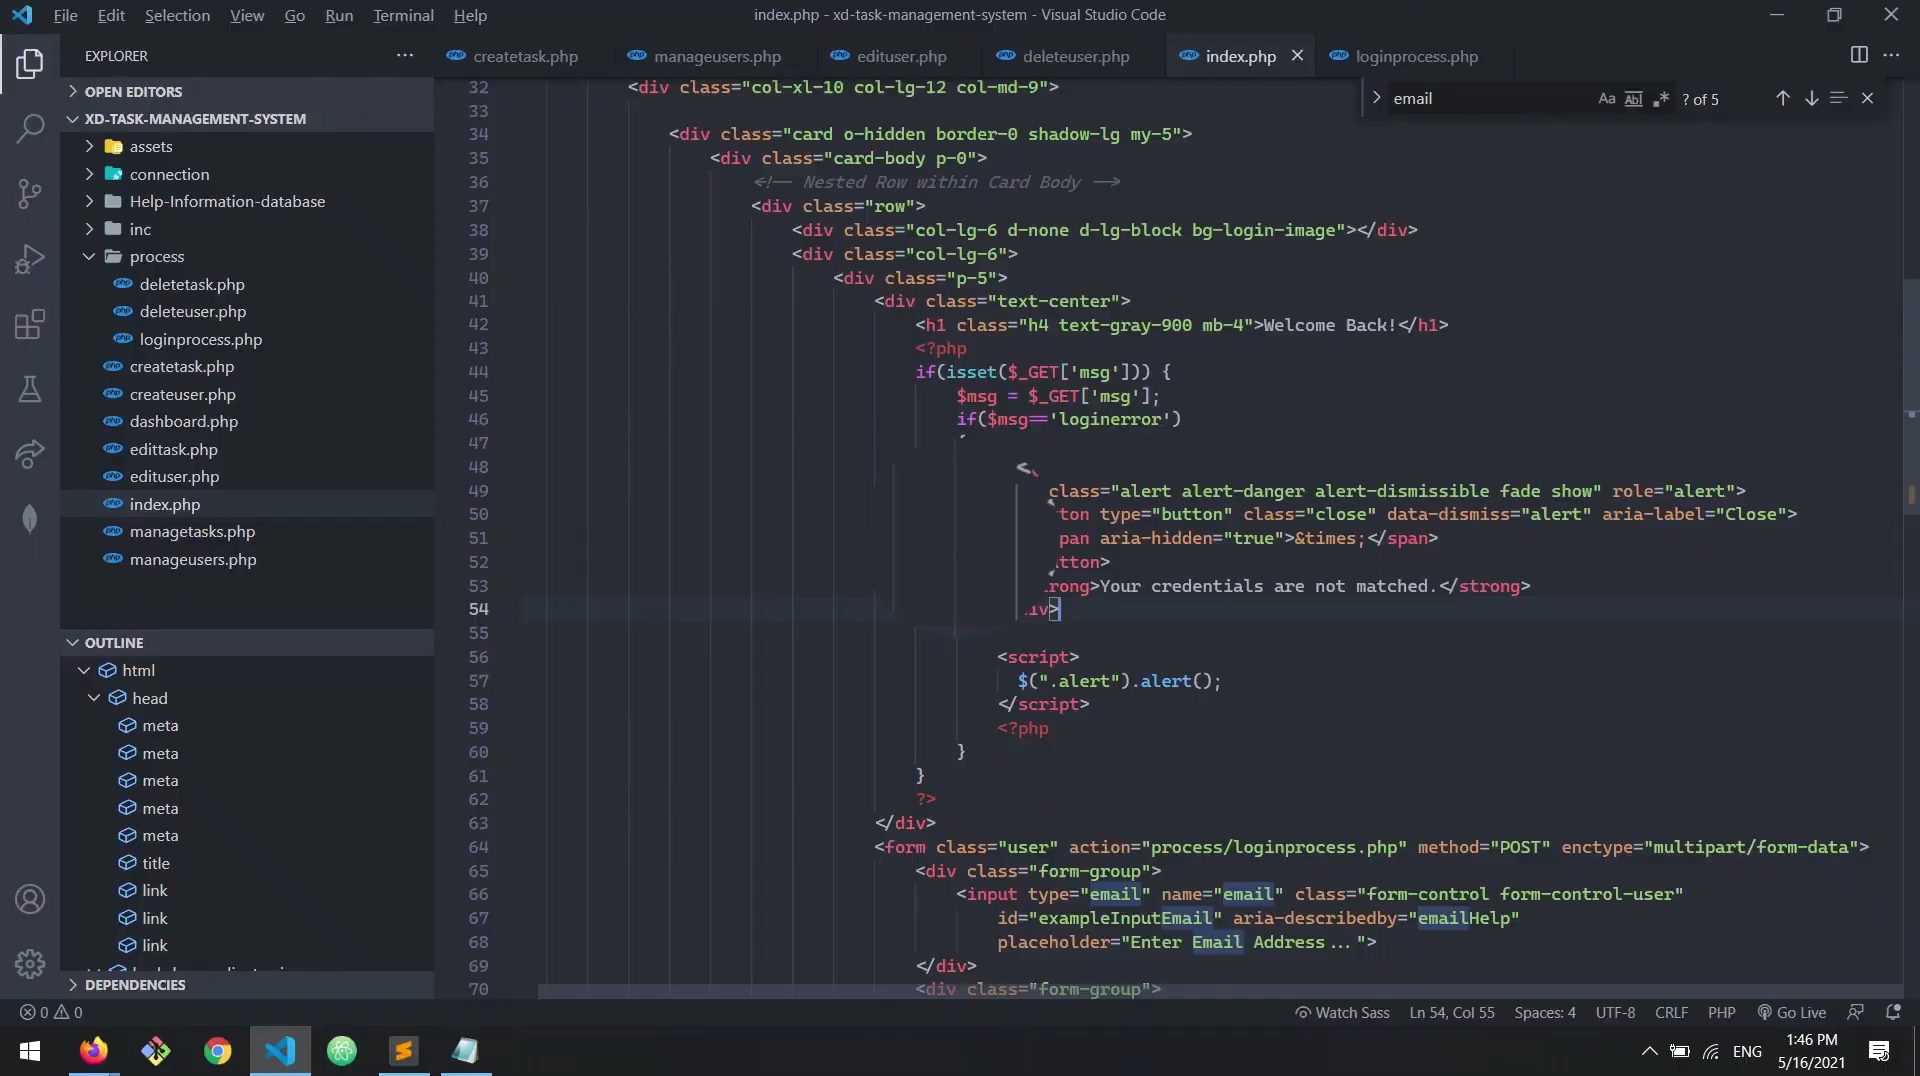 File Edit Selection View Go Run Terminal Help
index.php - xd-task-management-system - Visual Studio Code
EXPLORER
createtask.php manageusers.php edituser.php deleteuser.php index.php loginprocess.php
email Aa Abl .* ? of 5
OPEN EDITORS
XD-TASK-MANAGEMENT-SYSTEM
assets
connection
Help-Information-database
inc
process
deletetask.php
deleteuser.php
loginprocess.php
createtask.php
createuser.php
dashboard.php
edittask.php
edituser.php
index.php
managetasks.php
manageusers.php
OUTLINE
html
head
meta
meta
meta
meta
meta
title
link
link
link
DEPENDENCIES
32 <div class="col-xl-10 col-lg-12 col-md-9">
33
34 <div class="card o-hidden border-0 shadow-lg my-5">
35 <div class="card-body p-0">
36 <!-- Nested Row within Card Body -->
37 <div class="row">
38 <div class="col-lg-6 d-none d-lg-block bg-login-image"></div>
39 <div class="col-lg-6">
40 <div class="p-5">
41 <div class="text-center">
42 <h1 class="h4 text-gray-900 mb-4">Welcome Back!</h1>
43 <?php
44 if(isset($_GET['msg'])) {
45 $msg = $_GET['msg'];
46 if($msg=='loginerror')
47
48 <
49 class="alert alert-danger alert-dismissible fade show" role="alert">
50 ton type="button" class="close" data-dismiss="alert" aria-label="Close">
51 pan aria-hidden="true">&times;</span>
52 tton>
53 rong>Your credentials are not matched.</strong>
54 iv>
55
56 <script>
57 $(".alert").alert();
58 </script>
59 <?php
60 }
61 }
62 ?>
63 </div>
64 <form class="user" action="process/loginprocess.php" method="POST" enctype="multipart/form-data">
65 <div class="form-group">
66 <input type="email" name="email" class="form-control form-control-user"
67 id="exampleInputEmail" aria-describedby="emailHelp"
68 placeholder="Enter Email Address...">
69 </div>
70 <div class="form-group">
0 0 Watch Sass Ln 54, Col 55 Spaces: 4 UTF-8 CRLF PHP Go Live
ENG 1:46 PM
5/16/2021